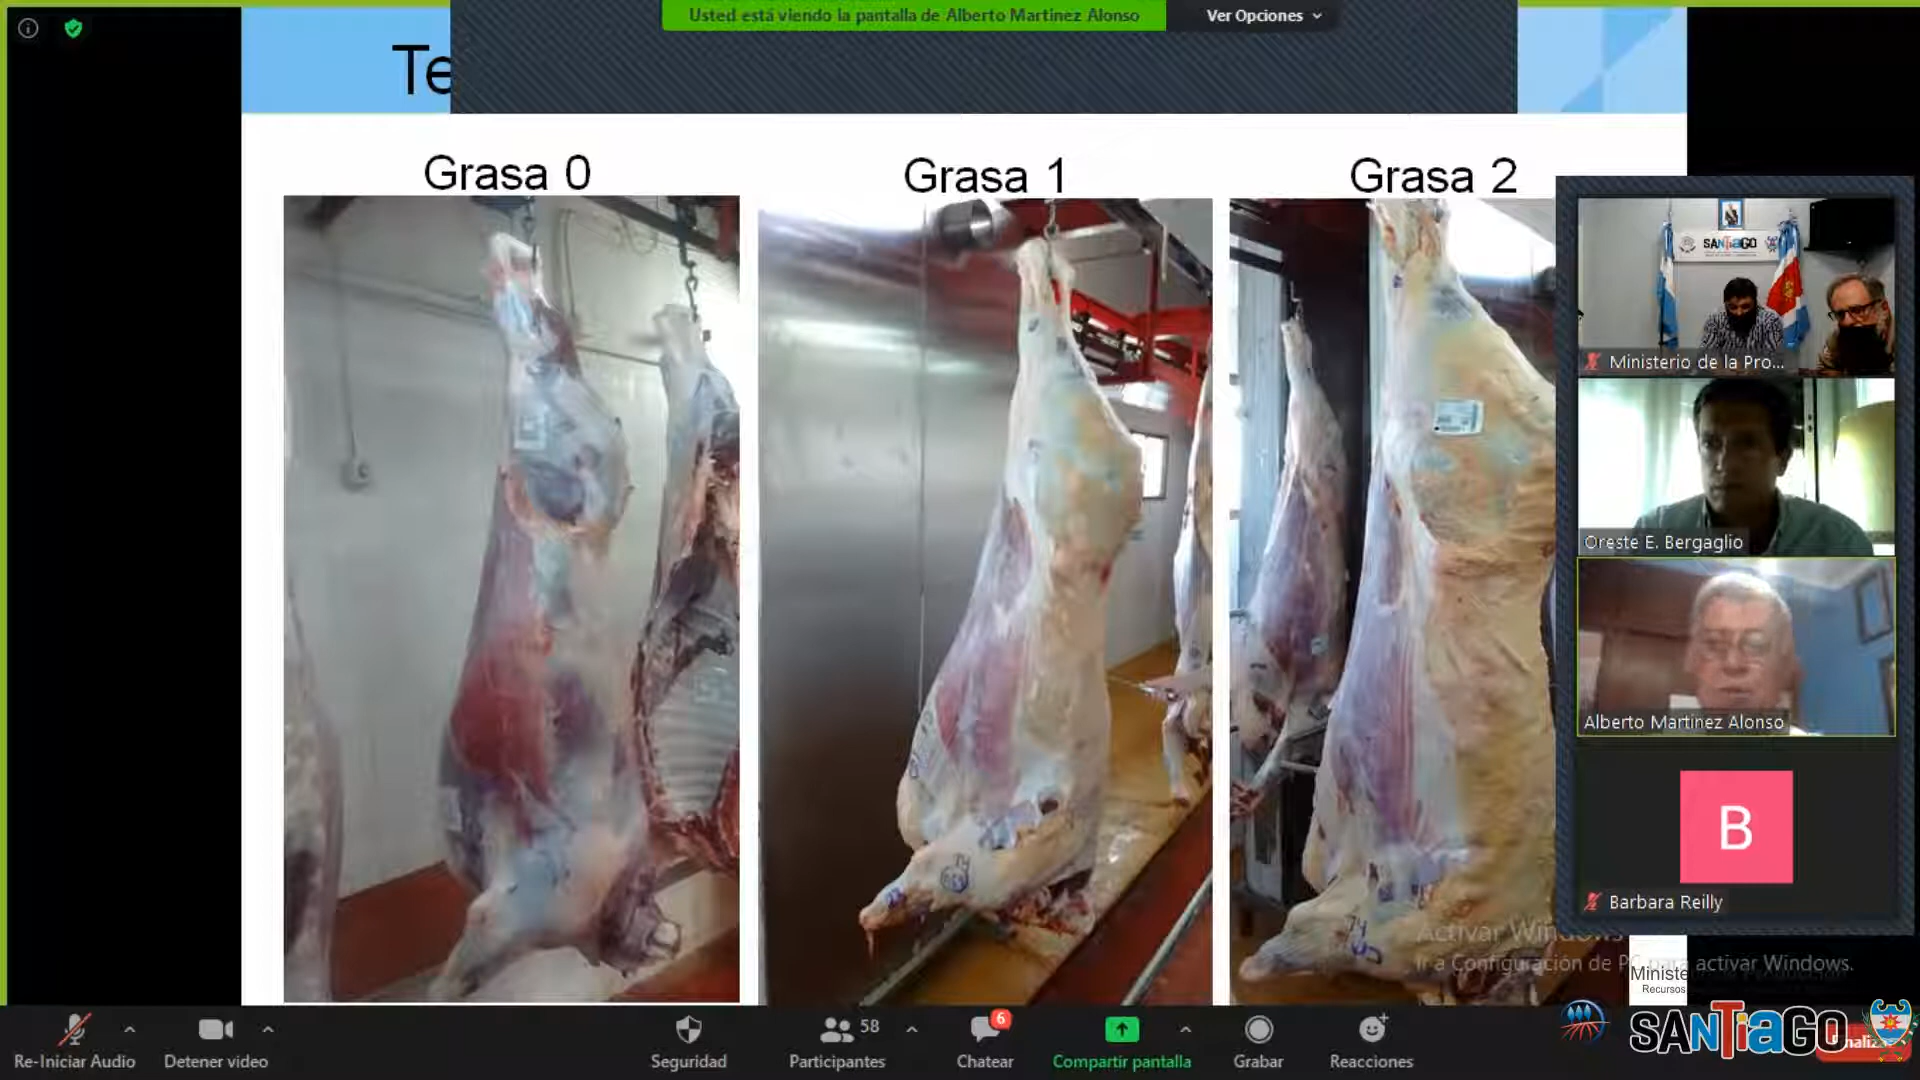 Usted está viendo la pantalla de Alberto Martinez Alonso
Ver Opciones
Te
Grasa 0
Grasa 1
Grasa 2
SANTiaGO
Ministerio de la Pro...
Oreste E. Bergaglio
Alberto Martinez Alonso
B
Barbara Reilly
Activar Windows
Ir a Configuración de PC para activar Windows.
Ministe
Recursos
SANTiaGO
Re-Iniciar Audio
Detener video
Seguridad
Participantes
58
Chatear
6
Compartir pantalla
Grabar
Reacciones